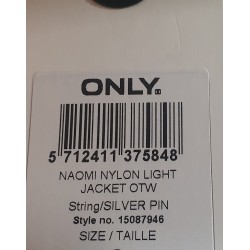 ONLY.
5 712411 375848
NAOMI NYLON LIGHT
JACKET OTW
String/SILVER PIN
Style no. 15087946
SIZE / TAILLE